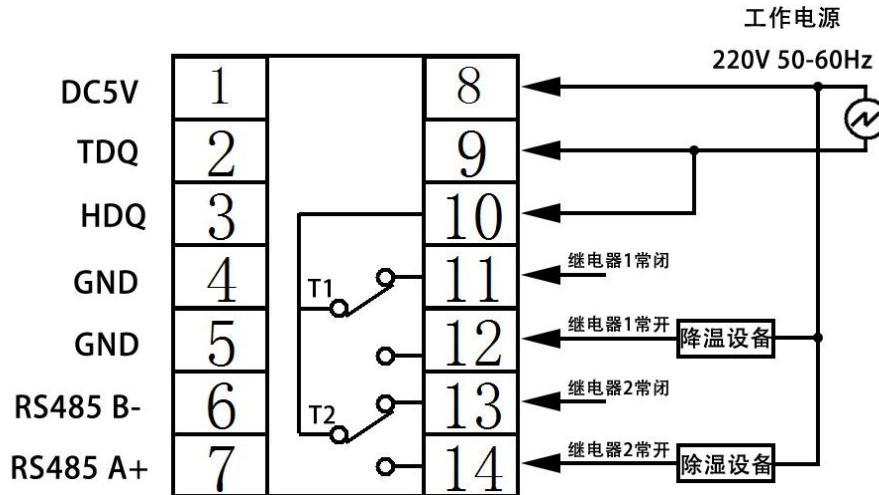 工作电源
220V 50-60Hz
DC5V 1 8
TDQ 2 9
HDQ 3 10
GND 4 T1 11 继电器1常闭
GND 5 12 继电器1常开 降温设备
RS485 B- 6 T2 13 继电器2常闭
RS485 A+ 7 14 继电器2常开 除湿设备